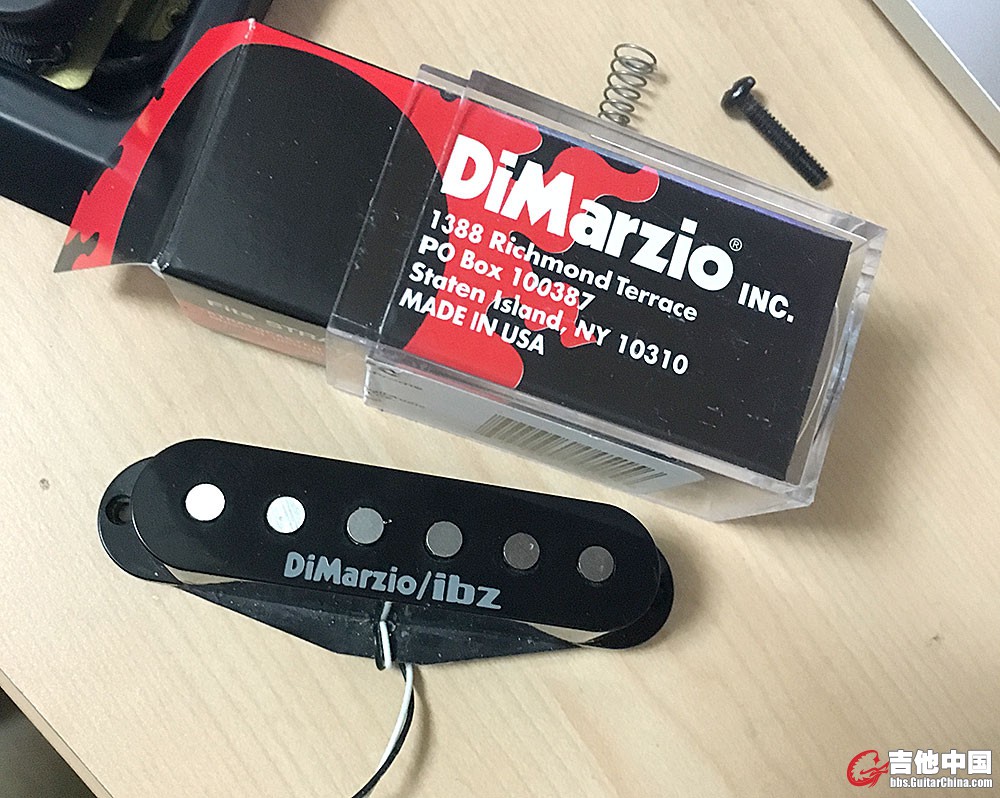 DiMarzio® INC.
1388 Richmond Terrace
PO Box 100387
Staten Island, NY 10310
MADE IN USA
DiMarzio/ibz
吉他中国
bbs.GuitarChina.com